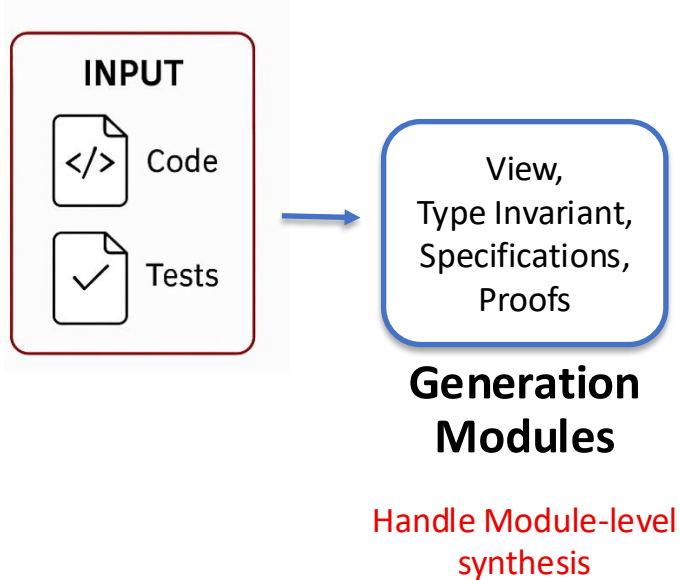 INPUT
</> Code
Tests
View,
Type Invariant,
Specifications,
Proofs
Generation
Modules
Handle Module-level
synthesis